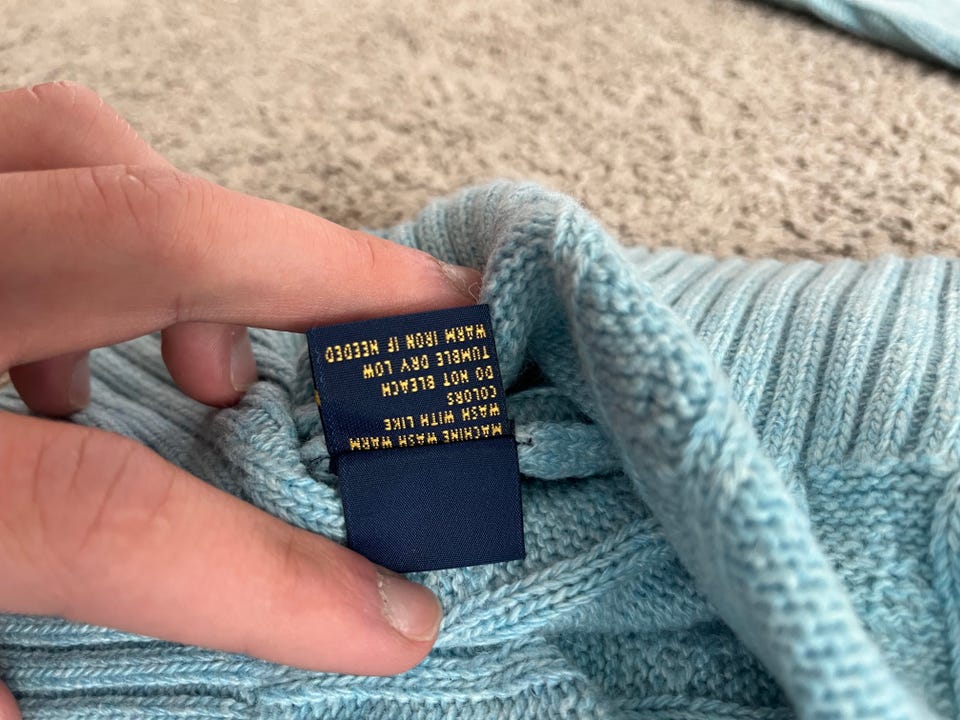 MACHINE WASH WARM
WASH WITH LIKE
COLORS
DO NOT BLEACH
TUMBLE DRY LOW
WARM IRON IF NEEDED